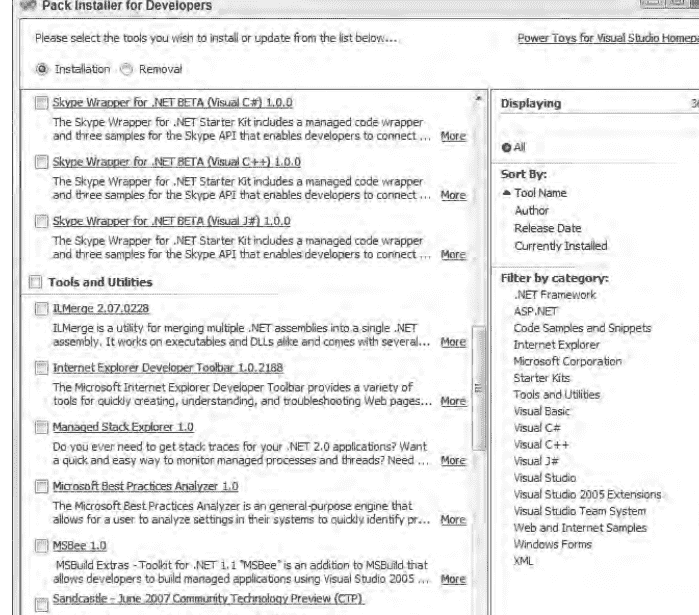 Pack Installer for Developers
Please select the tools you wish to install or update from the list below...
Power Toys for Visual Studio Homepa
Installation
Removal
Skype Wrapper for .NET BETA (Visual C#) 1.0.0
The Skype Wrapper for .NET Starter Kit includes a managed code wrapper
and three samples for the Skype API that enables developers to connect ... More
Skype Wrapper for .NET BETA (Visual C++) 1.0.0
The Skype Wrapper for .NET Starter Kit includes a managed code wrapper
and three samples for the Skype API that enables developers to connect ... More
Skype Wrapper for .NET BETA (Visual J#) 1.0.0
The Skype Wrapper for .NET Starter Kit includes a managed code wrapper
and three samples for the Skype API that enables developers to connect ... More
Tools and Utilities
ILMerge 2.07.0228
ILMerge is a utility for merging multiple .NET assemblies into a single .NET
assembly. It works on executables and DLLs alike and comes with several... More
Internet Explorer Developer Toolbar 1.0.2188
The Microsoft Internet Explorer Developer Toolbar provides a variety of
tools for quickly creating, understanding, and troubleshooting Web pages... More
Managed Stack Explorer 1.0
Do you ever need to get stack traces for your .NET 2.0 applications? Want
a quick and easy way to monitor managed processes and threads? Need ... More
Microsoft Best Practices Analyzer 1.0
The Microsoft Best Practices Analyzer is an general-purpose engine that
allows for a user to analyze settings in their systems to quickly identify pr... More
MSBee 1.0
MSBuild Extras - Toolkit for .NET 1.1 "MSBee" is an addition to MSBuild that
allows developers to build managed applications using Visual Studio 2005 ... More
Sandcastle - June 2007 Community Technology Preview (CTP)
Displaying
All
Sort By:
Tool Name
Author
Release Date
Currently Installed
Filter by category:
.NET Framework
ASP.NET
Code Samples and Snippets
Internet Explorer
Microsoft Corporation
Starter Kits
Tools and Utilities
Visual Basic
Visual C#
Visual C++
Visual J#
Visual Studio
Visual Studio 2005 Extensions
Visual Studio Team System
Web and Internet Samples
Windows Forms
XML